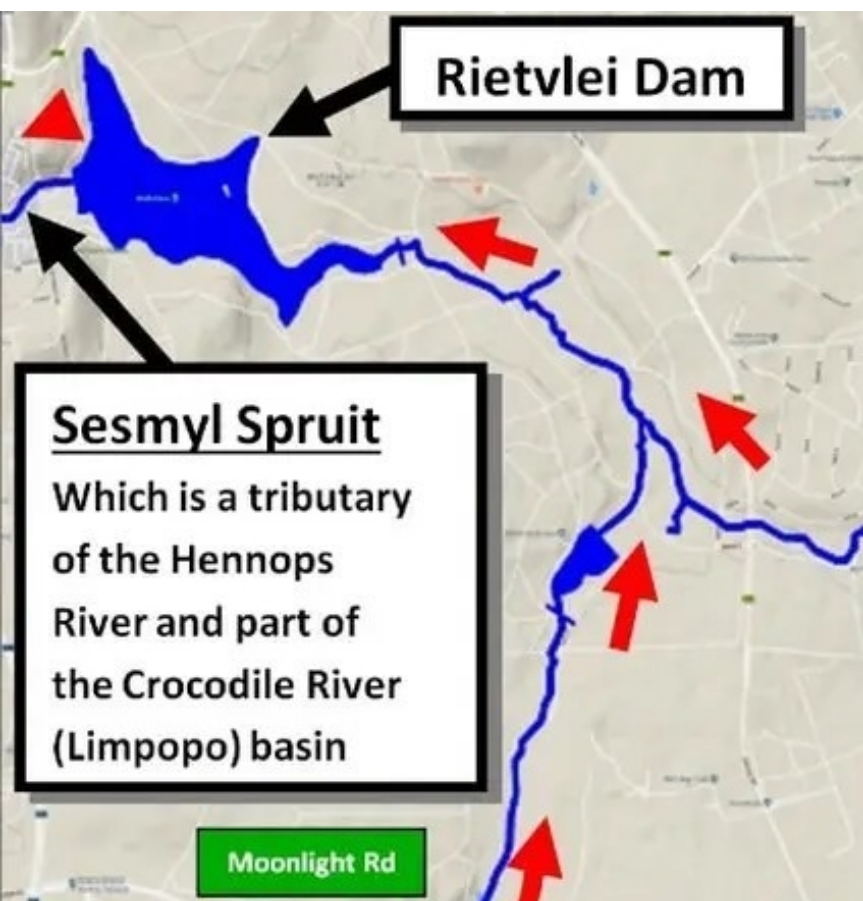 Rietvlei Dam
Sesmyl Spruit
Which is a tributary
of the Hennops
River and part of
the Crocodile River
(Limpopo) basin
Moonlight Rd